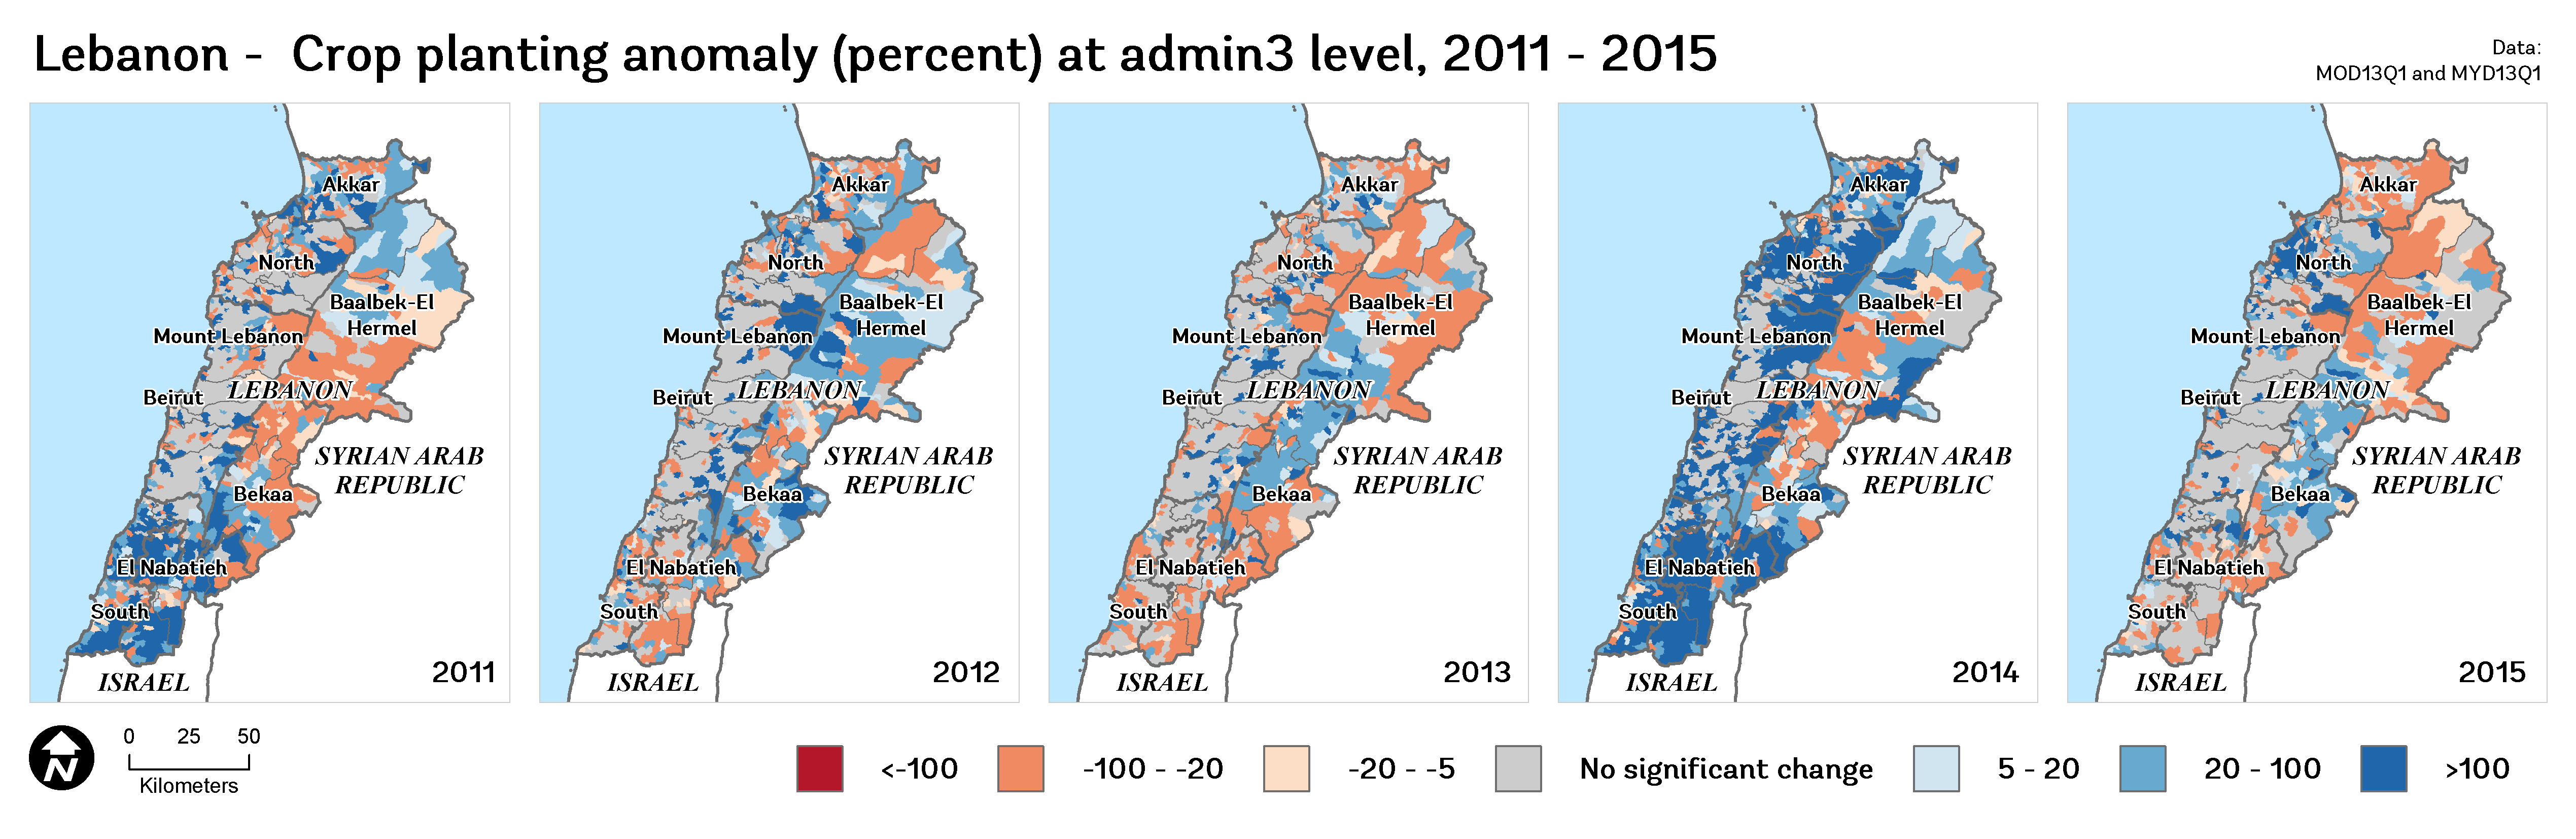 Lebanon -  Crop planting anomaly (percent) at admin3 level, 2011 - 2015
Data:
MOD13Q1 and MYD13Q1
Akkar
North
Baalbek-El
Hermel
Mount Lebanon
Beirut
LEBANON
SYRIAN ARAB
REPUBLIC
Bekaa
El Nabatieh
South
ISRAEL
2011
Akkar
North
Baalbek-El
Hermel
Mount Lebanon
Beirut
LEBANON
SYRIAN ARAB
REPUBLIC
Bekaa
El Nabatieh
South
ISRAEL
2012
Akkar
North
Baalbek-El
Hermel
Mount Lebanon
Beirut
LEBANON
SYRIAN ARAB
REPUBLIC
Bekaa
El Nabatieh
South
ISRAEL
2013
Akkar
North
Baalbek-El
Hermel
Mount Lebanon
Beirut
LEBANON
SYRIAN ARAB
REPUBLIC
Bekaa
El Nabatieh
South
ISRAEL
2014
Akkar
North
Baalbek-El
Hermel
Mount Lebanon
Beirut
LEBANON
SYRIAN ARAB
REPUBLIC
Bekaa
El Nabatieh
South
ISRAEL
2015
N
0 25 50
Kilometers
<-100
-100 - -20
-20 - -5
No significant change
5 - 20
20 - 100
>100